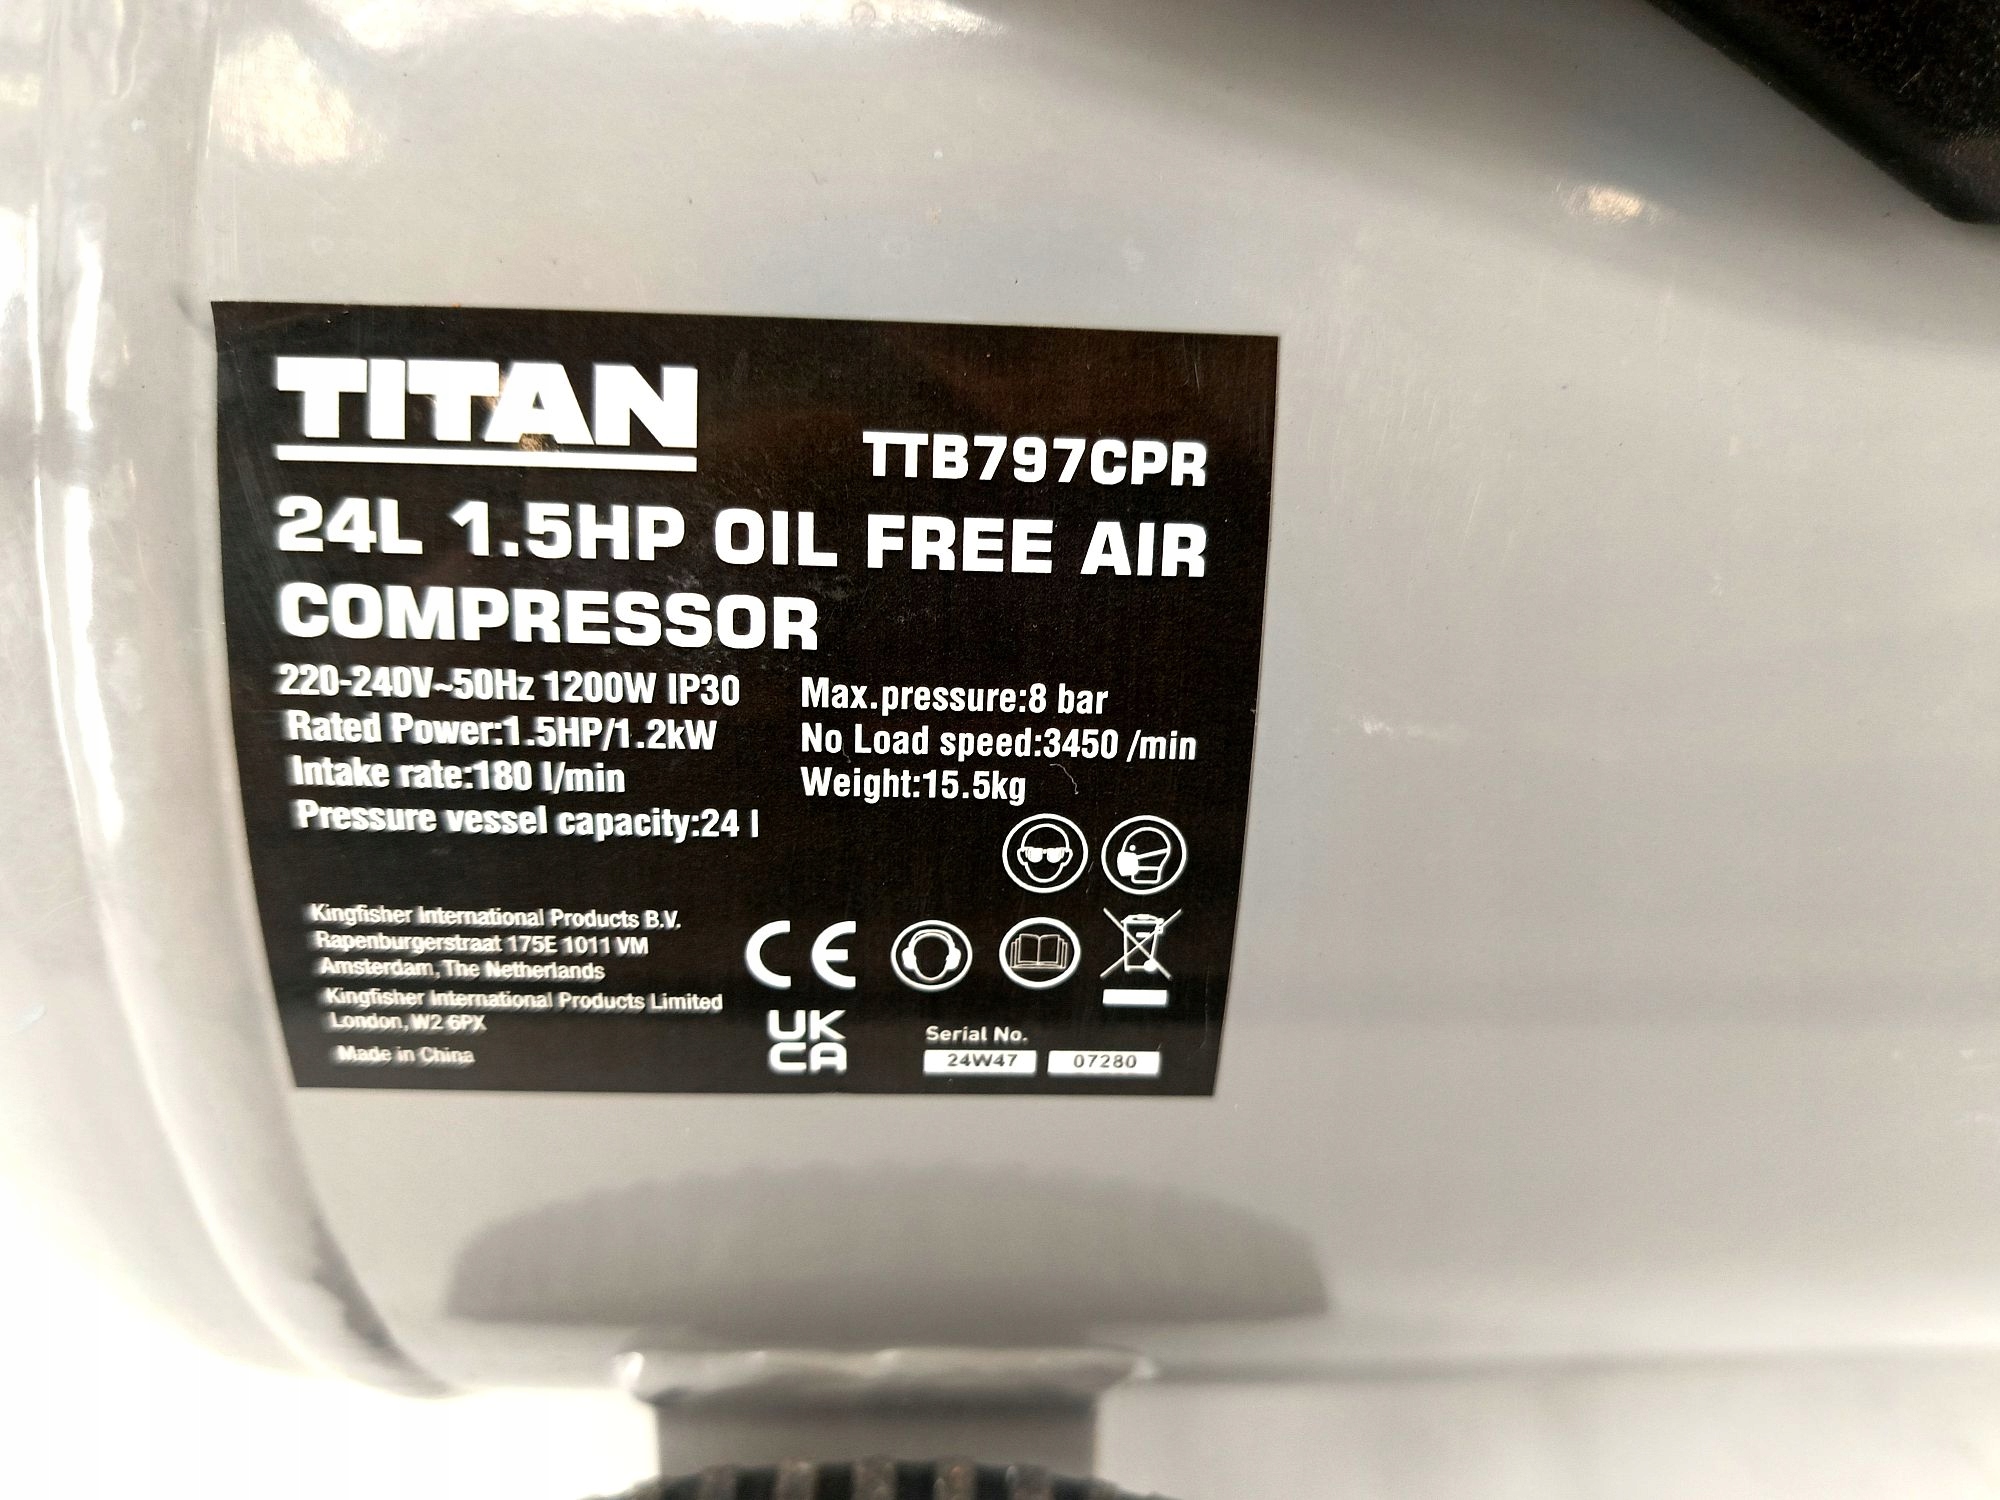 TITAN
TTB797CPR
24L 1.5HP OIL FREE AIR
COMPRESSOR
220-240V~50Hz 1200W IP30
Rated Power:1.5HP/1.2kW
Intake rate:180 l/min
Pressure vessel capacity:24 l
Max.pressure:8 bar
No Load speed:3450 /min
Weight:15.5kg
Kingfisher International Products B.V.
Rapenburgerstraat 175E 1011 VM
Amsterdam, The Netherlands
Kingfisher International Products Limited
London, W2 6PX
Made in China
CE
UK
CA
Serial No.
24W47 07280